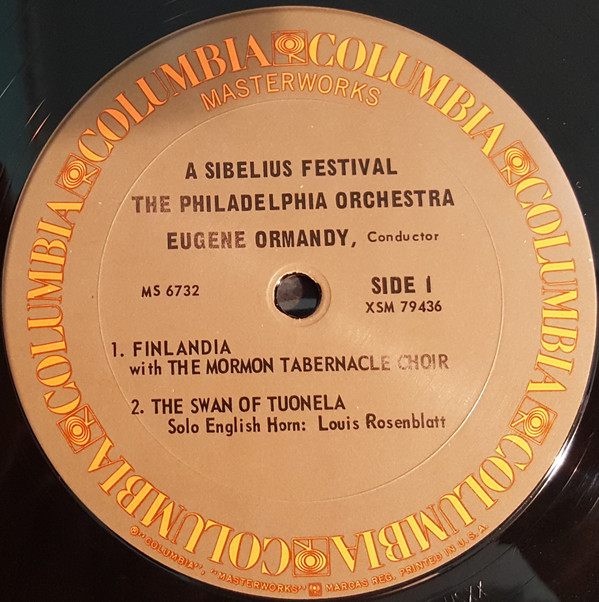 COLUMBIA COLUMBIA COLUMBIA COLUMBIA COLUMBIA COLUMBIA COLUMBIA COLUMBIA
MASTERWORKS
A SIBELIUS FESTIVAL
THE PHILADELPHIA ORCHESTRA
EUGENE ORMANDY, Conductor
MS 6732
SIDE 1
XSM 79436
1. FINLANDIA
with THE MORMON TABERNACLE CHOIR
2. THE SWAN OF TUONELA
Solo English Horn: Louis Rosenblatt
®"COLUMBIA", "MASTERWORKS" MARCAS REG. PRINTED IN U.S.A.